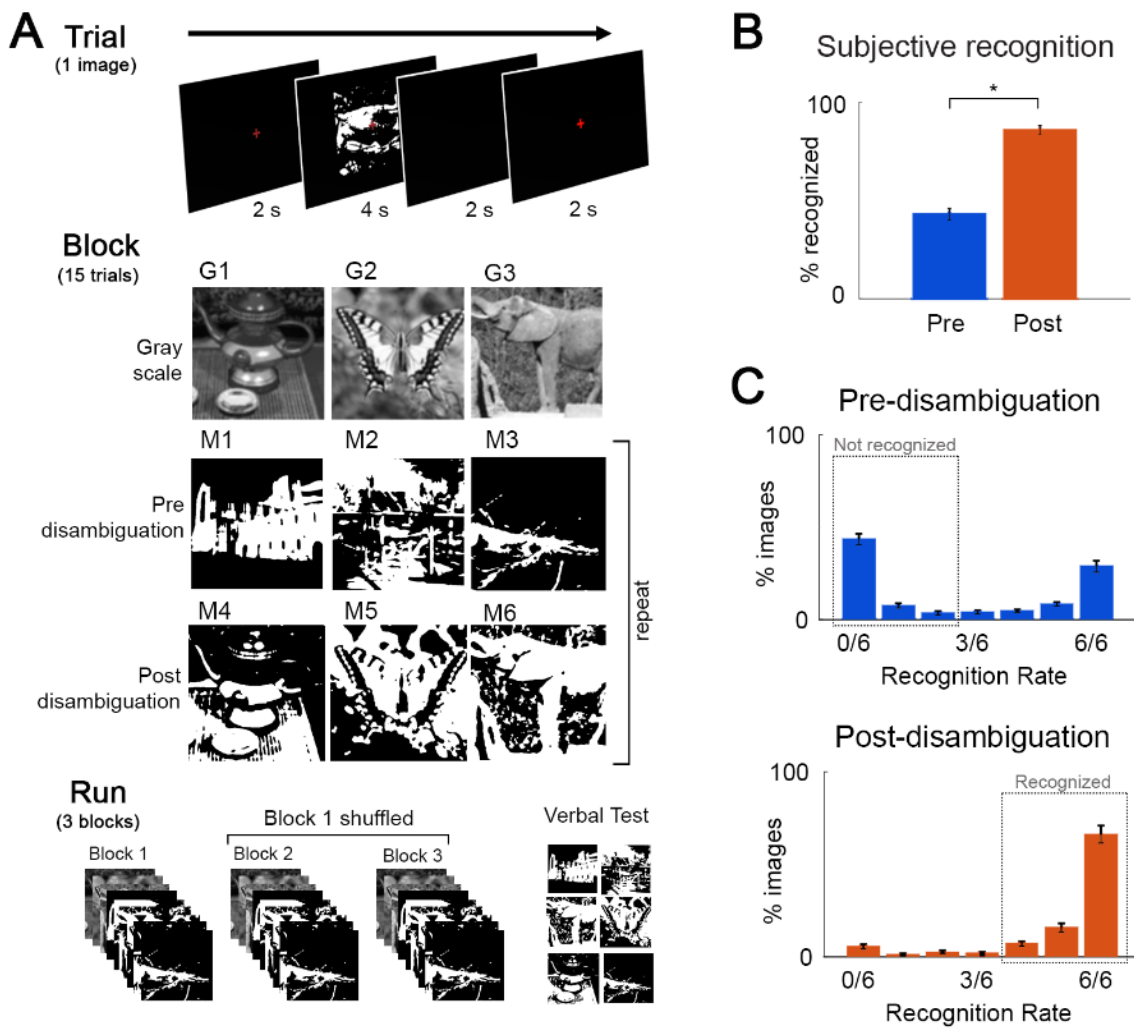 A
Trial
(1 image)
2 s
4 s
2 s
2 s
Block
(15 trials)
G1
G2
G3
Gray
scale
M1
M2
M3
Pre
disambiguation
M4
M5
M6
Post
disambiguation
repeat
Run
(3 blocks)
Block 1 shuffled
Block 1
Block 2
Block 3
Verbal Test
B
Subjective recognition
*
100
% recognized
0
Pre
Post
C
Pre-disambiguation
100
Not recognized
% images
0
0/6
3/6
6/6
Recognition Rate
Post-disambiguation
100
Recognized
% images
0
0/6
3/6
6/6
Recognition Rate